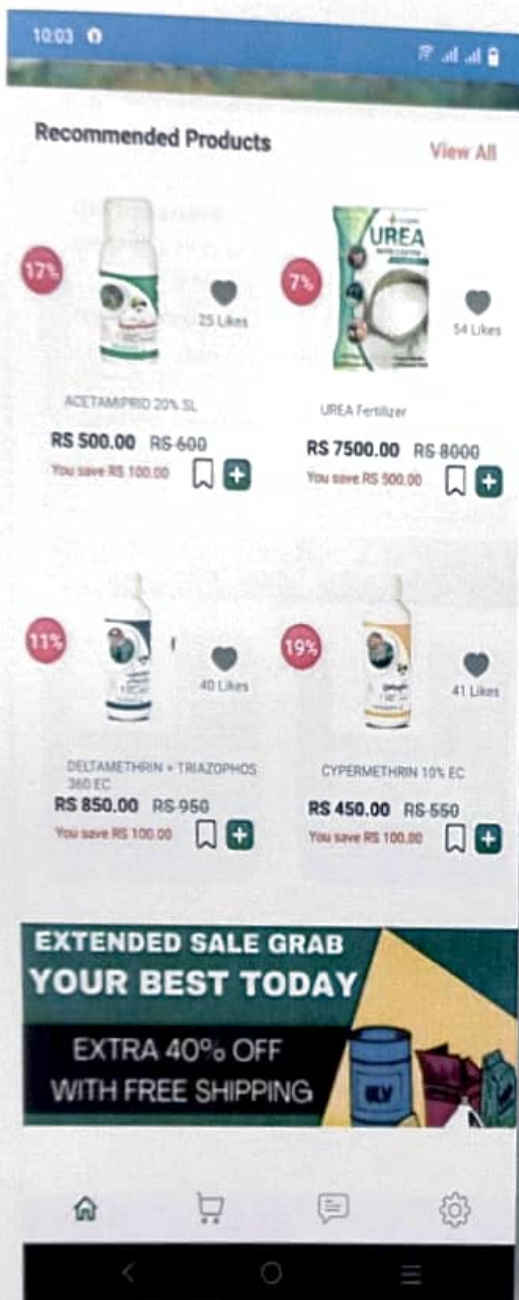 10:03
Recommended Products
View All
17%
25 Likes
ACETAMIPRID 20% SL
RS 500.00 RS 600
You save RS 100.00
7%
UREA
54 Likes
UREA Fertilizer
RS 7500.00 RS 8000
You save RS 500.00
11%
40 Likes
DELTAMETHRIN + TRIAZOPHOS
360 EC
RS 850.00 RS 950
You save RS 100.00
19%
41 Likes
CYPERMETHRIN 10% EC
RS 450.00 RS 550
You save RS 100.00
EXTENDED SALE GRAB
YOUR BEST TODAY
EXTRA 40% OFF
WITH FREE SHIPPING